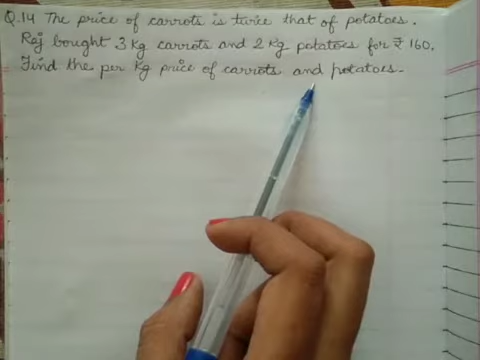 Q.14 The price of carrots is twice that of potatoes.
Raj bought 3 Kg carrots and 2 Kg potatoes for ₹ 160.
Find the per Kg price of carrots and potatoes.